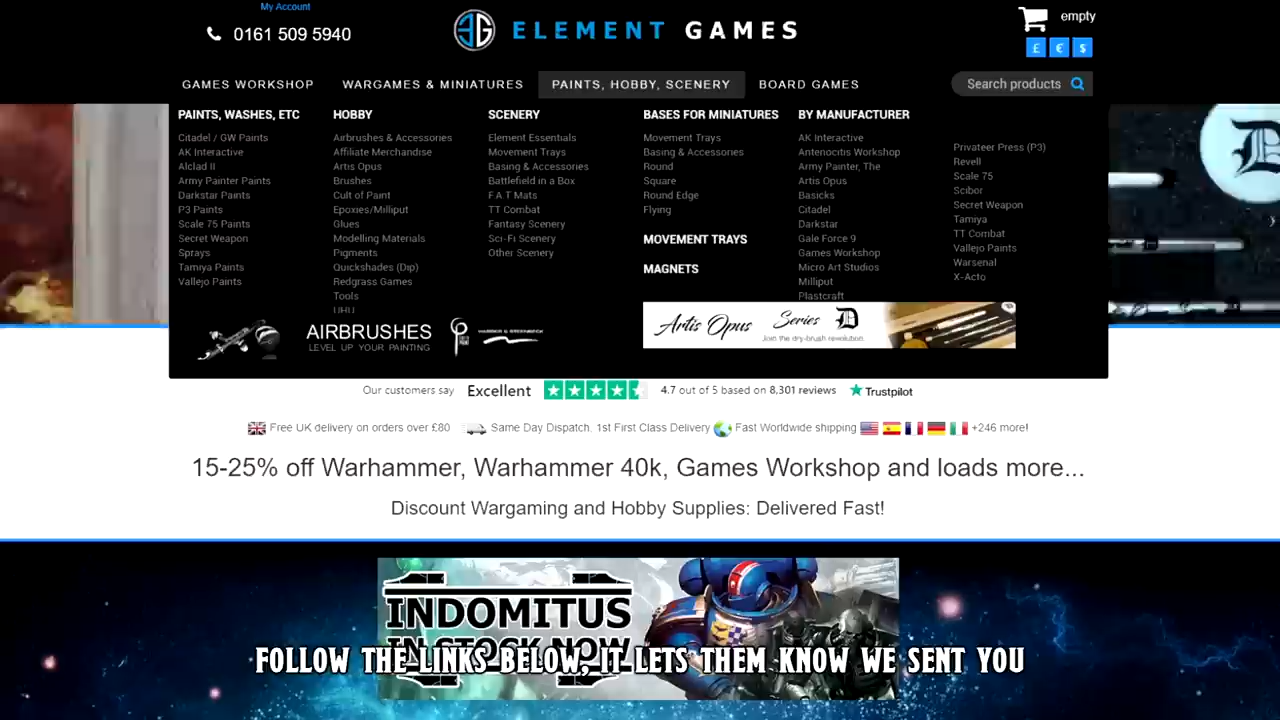 My Account
0161 509 5940
ELEMENT GAMES
empty
£ € $
GAMES WORKSHOP
WARGAMES & MINIATURES
PAINTS, HOBBY, SCENERY
BOARD GAMES
Search products
PAINTS, WASHES, ETC
Citadel / GW Paints
AK Interactive
Alclad II
Army Painter Paints
Darkstar Paints
P3 Paints
Scale 75 Paints
Secret Weapon
Sprays
Tamiya Paints
Vallejo Paints
HOBBY
Airbrushes & Accessories
Affiliate Merchandise
Artis Opus
Brushes
Cult of Paint
Epoxies/Milliput
Glues
Modelling Materials
Pigments
Quickshades (Dip)
Redgrass Games
Tools
UHU
SCENERY
Element Essentials
Movement Trays
Basing & Accessories
Battlefield in a Box
F.A.T. Mats
TT Combat
Fantasy Scenery
Sci-Fi Scenery
Other Scenery
BASES FOR MINIATURES
Movement Trays
Basing & Accessories
Round
Square
Round Edge
Flying
MOVEMENT TRAYS
MAGNETS
BY MANUFACTURER
AK Interactive
Antenocitis Workshop
Army Painter, The
Artis Opus
Basicks
Citadel
Darkstar
Gale Force 9
Games Workshop
Micro Art Studios
Milliput
Plastcraft
Privateer Press (P3)
Revell
Scale 75
Scibor
Secret Weapon
Tamiya
TT Combat
Vallejo Paints
Warsenal
X-Acto
AIRBRUSHES
LEVEL UP YOUR PAINTING
HARDER & STEENBECK
Artis Opus Series D
Join the dry-brush revolution.
Our customers say Excellent 4.7 out of 5 based on 8,301 reviews Trustpilot
Free UK delivery on orders over £80 Same Day Dispatch. 1st First Class Delivery Fast Worldwide shipping +246 more!
15-25% off Warhammer, Warhammer 40k, Games Workshop and loads more...
Discount Wargaming and Hobby Supplies: Delivered Fast!
INDOMITUS
IN STOCK NOW
FOLLOW THE LINKS BELOW, IT LETS THEM KNOW WE SENT YOU